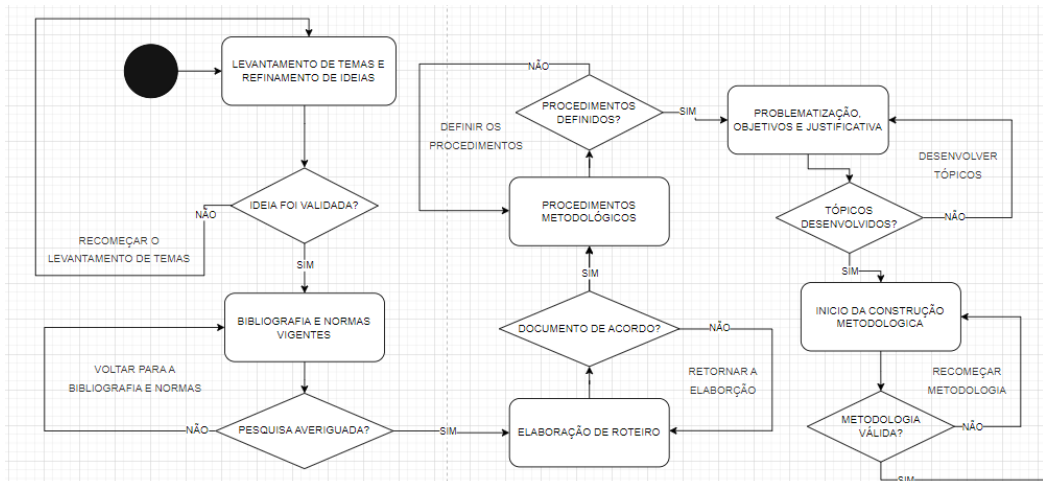 LEVANTAMENTO DE TEMAS E
REFINAMENTO DE IDEIAS
IDEIA FOI VALIDADA?
NÃO
RECOMEÇAR O
LEVANTAMENTO DE TEMAS
SIM
BIBLIOGRAFIA E NORMAS
VIGENTES
VOLTAR PARA A
BIBLIOGRAFIA E NORMAS
PESQUISA AVERIGUADA?
NÃO
SIM
ELABORAÇÃO DE ROTEIRO
DOCUMENTO DE ACORDO?
NÃO
RETORNAR A
ELABORÇÃO
SIM
PROCEDIMENTOS
METODOLÓGICOS
PROCEDIMENTOS
DEFINIDOS?
NÃO
DEFINIR OS
PROCEDIMENTOS
SIM
PROBLEMATIZAÇÃO,
OBJETIVOS E JUSTIFICATIVA
TÓPICOS
DESENVOLVIDOS?
NÃO
DESENVOLVER
TÓPICOS
SIM
INICIO DA CONSTRUÇÃO
METODOLOGICA
METODOLOGIA
VÁLIDA?
NÃO
RECOMEÇAR
METODOLOGIA
SIM